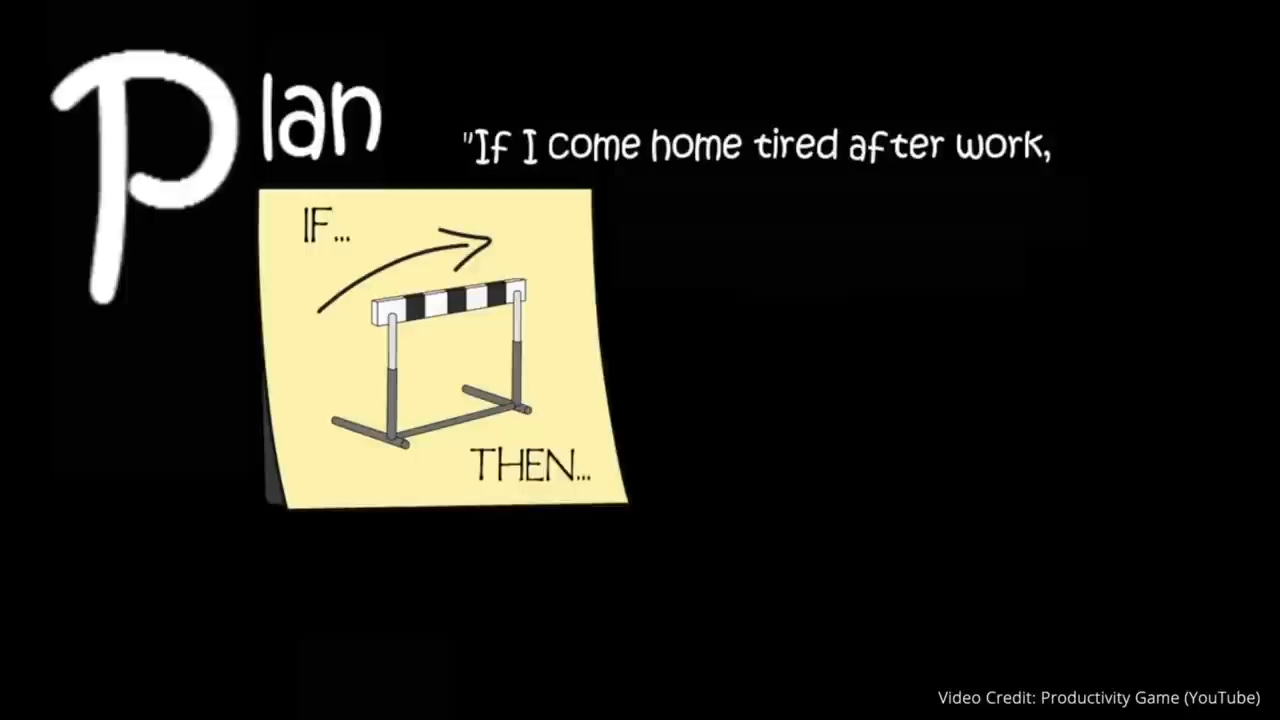 Plan
"If I come home tired after work,
IF...
THEN...
Video Credit: Productivity Game (YouTube)